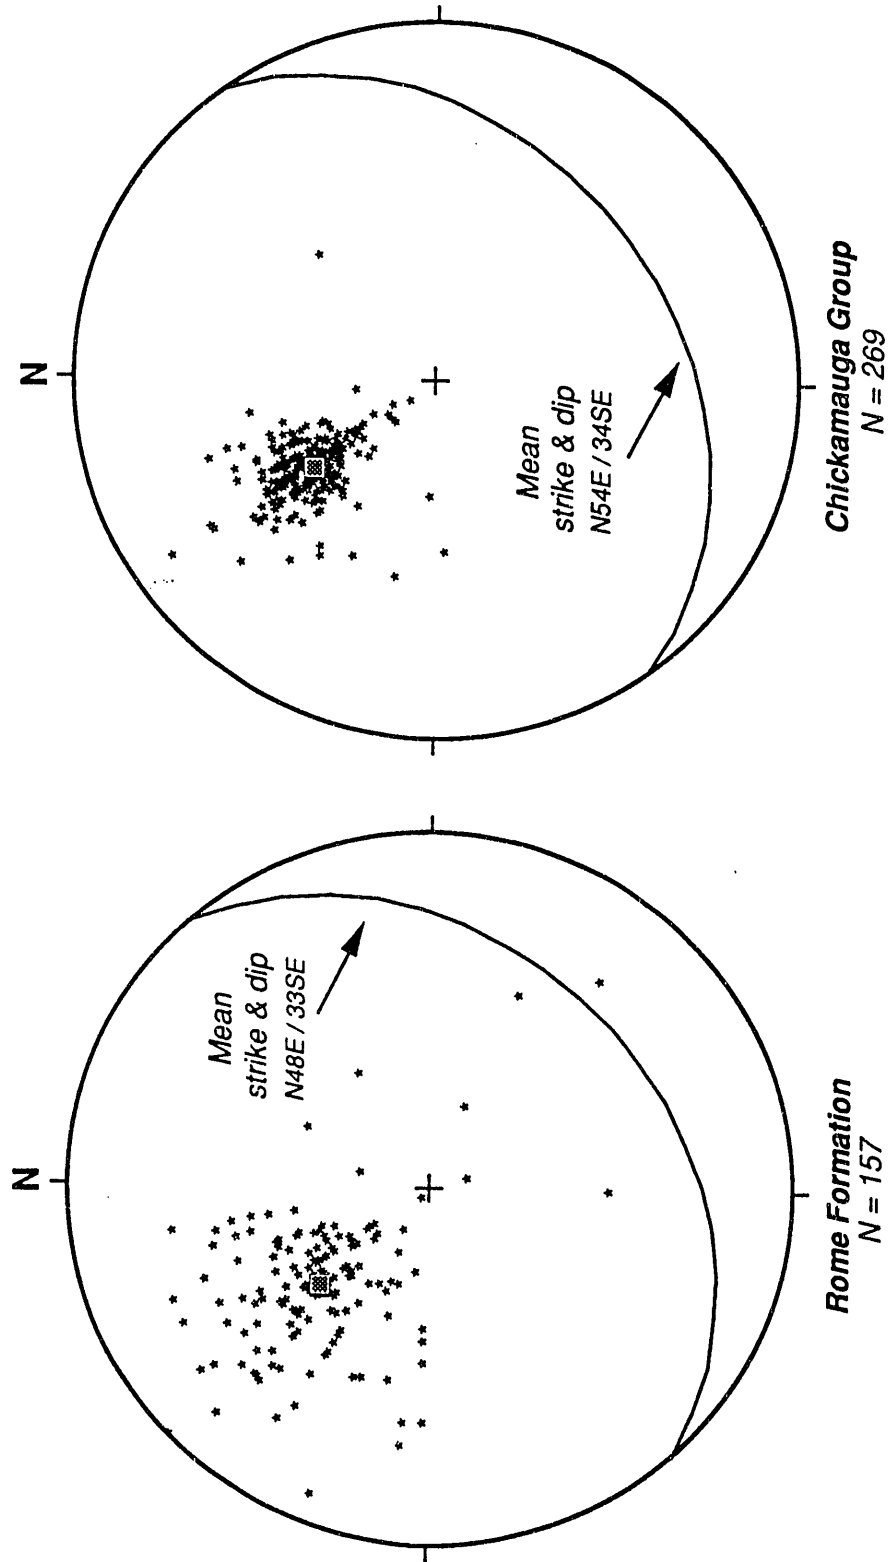 N
Mean
strike & dip
N48E / 33SE
Rome Formation
N = 157
N
Mean
strike & dip
N54E / 34SE
Chickamauga Group
N = 269